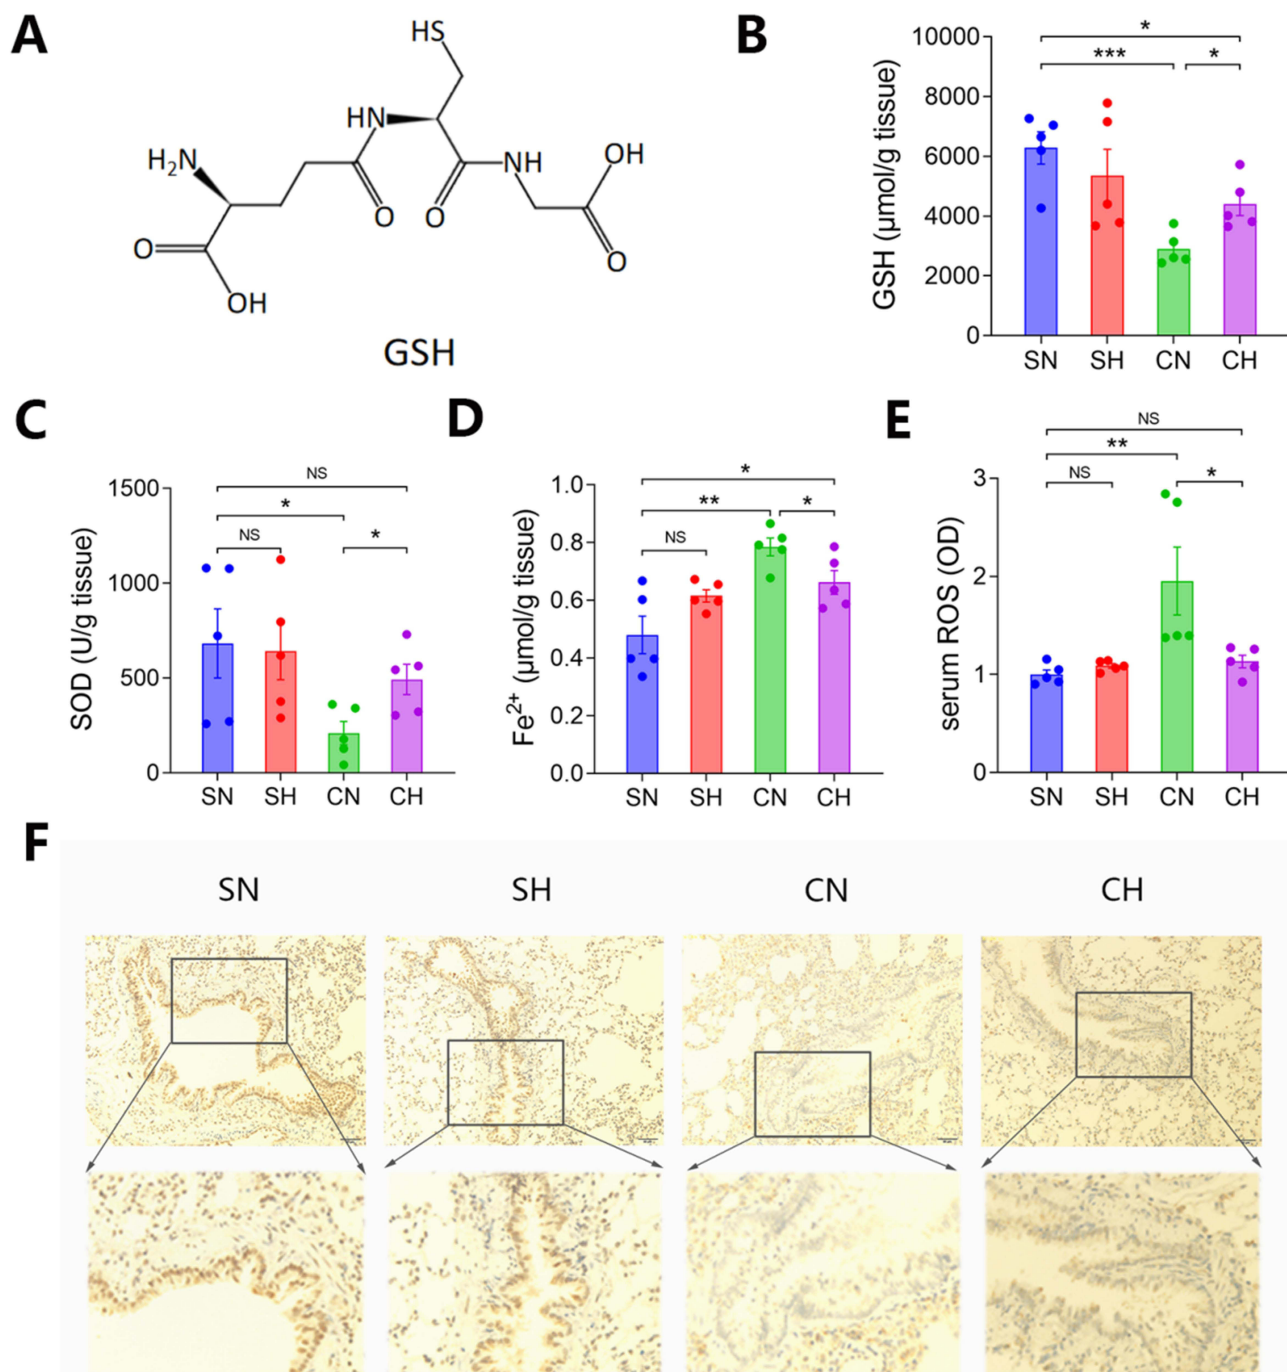 A
HS
HN
H₂N
NH
OH
O
O
O
O
OH
GSH
B
GSH (μmol/g tissue)
10000
8000
6000
4000
2000
0
*
***
*
SN SH CN CH
C
SOD (U/g tissue)
1500
1000
500
0
NS
*
NS
*
SN SH CN CH
D
Fe²⁺ (μmol/g tissue)
1.0
0.8
0.6
0.4
0.2
0.0
*
**
*
NS
SN SH CN CH
E
serum ROS (OD)
3
2
1
0
NS
**
NS
*
SN SH CN CH
F
SN SH CN CH